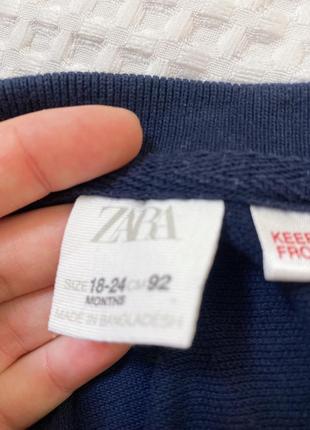 ZARA
SIZE 18-24 CM 92
MONTHS
MADE IN BANGLADESH
KEEP
FRO